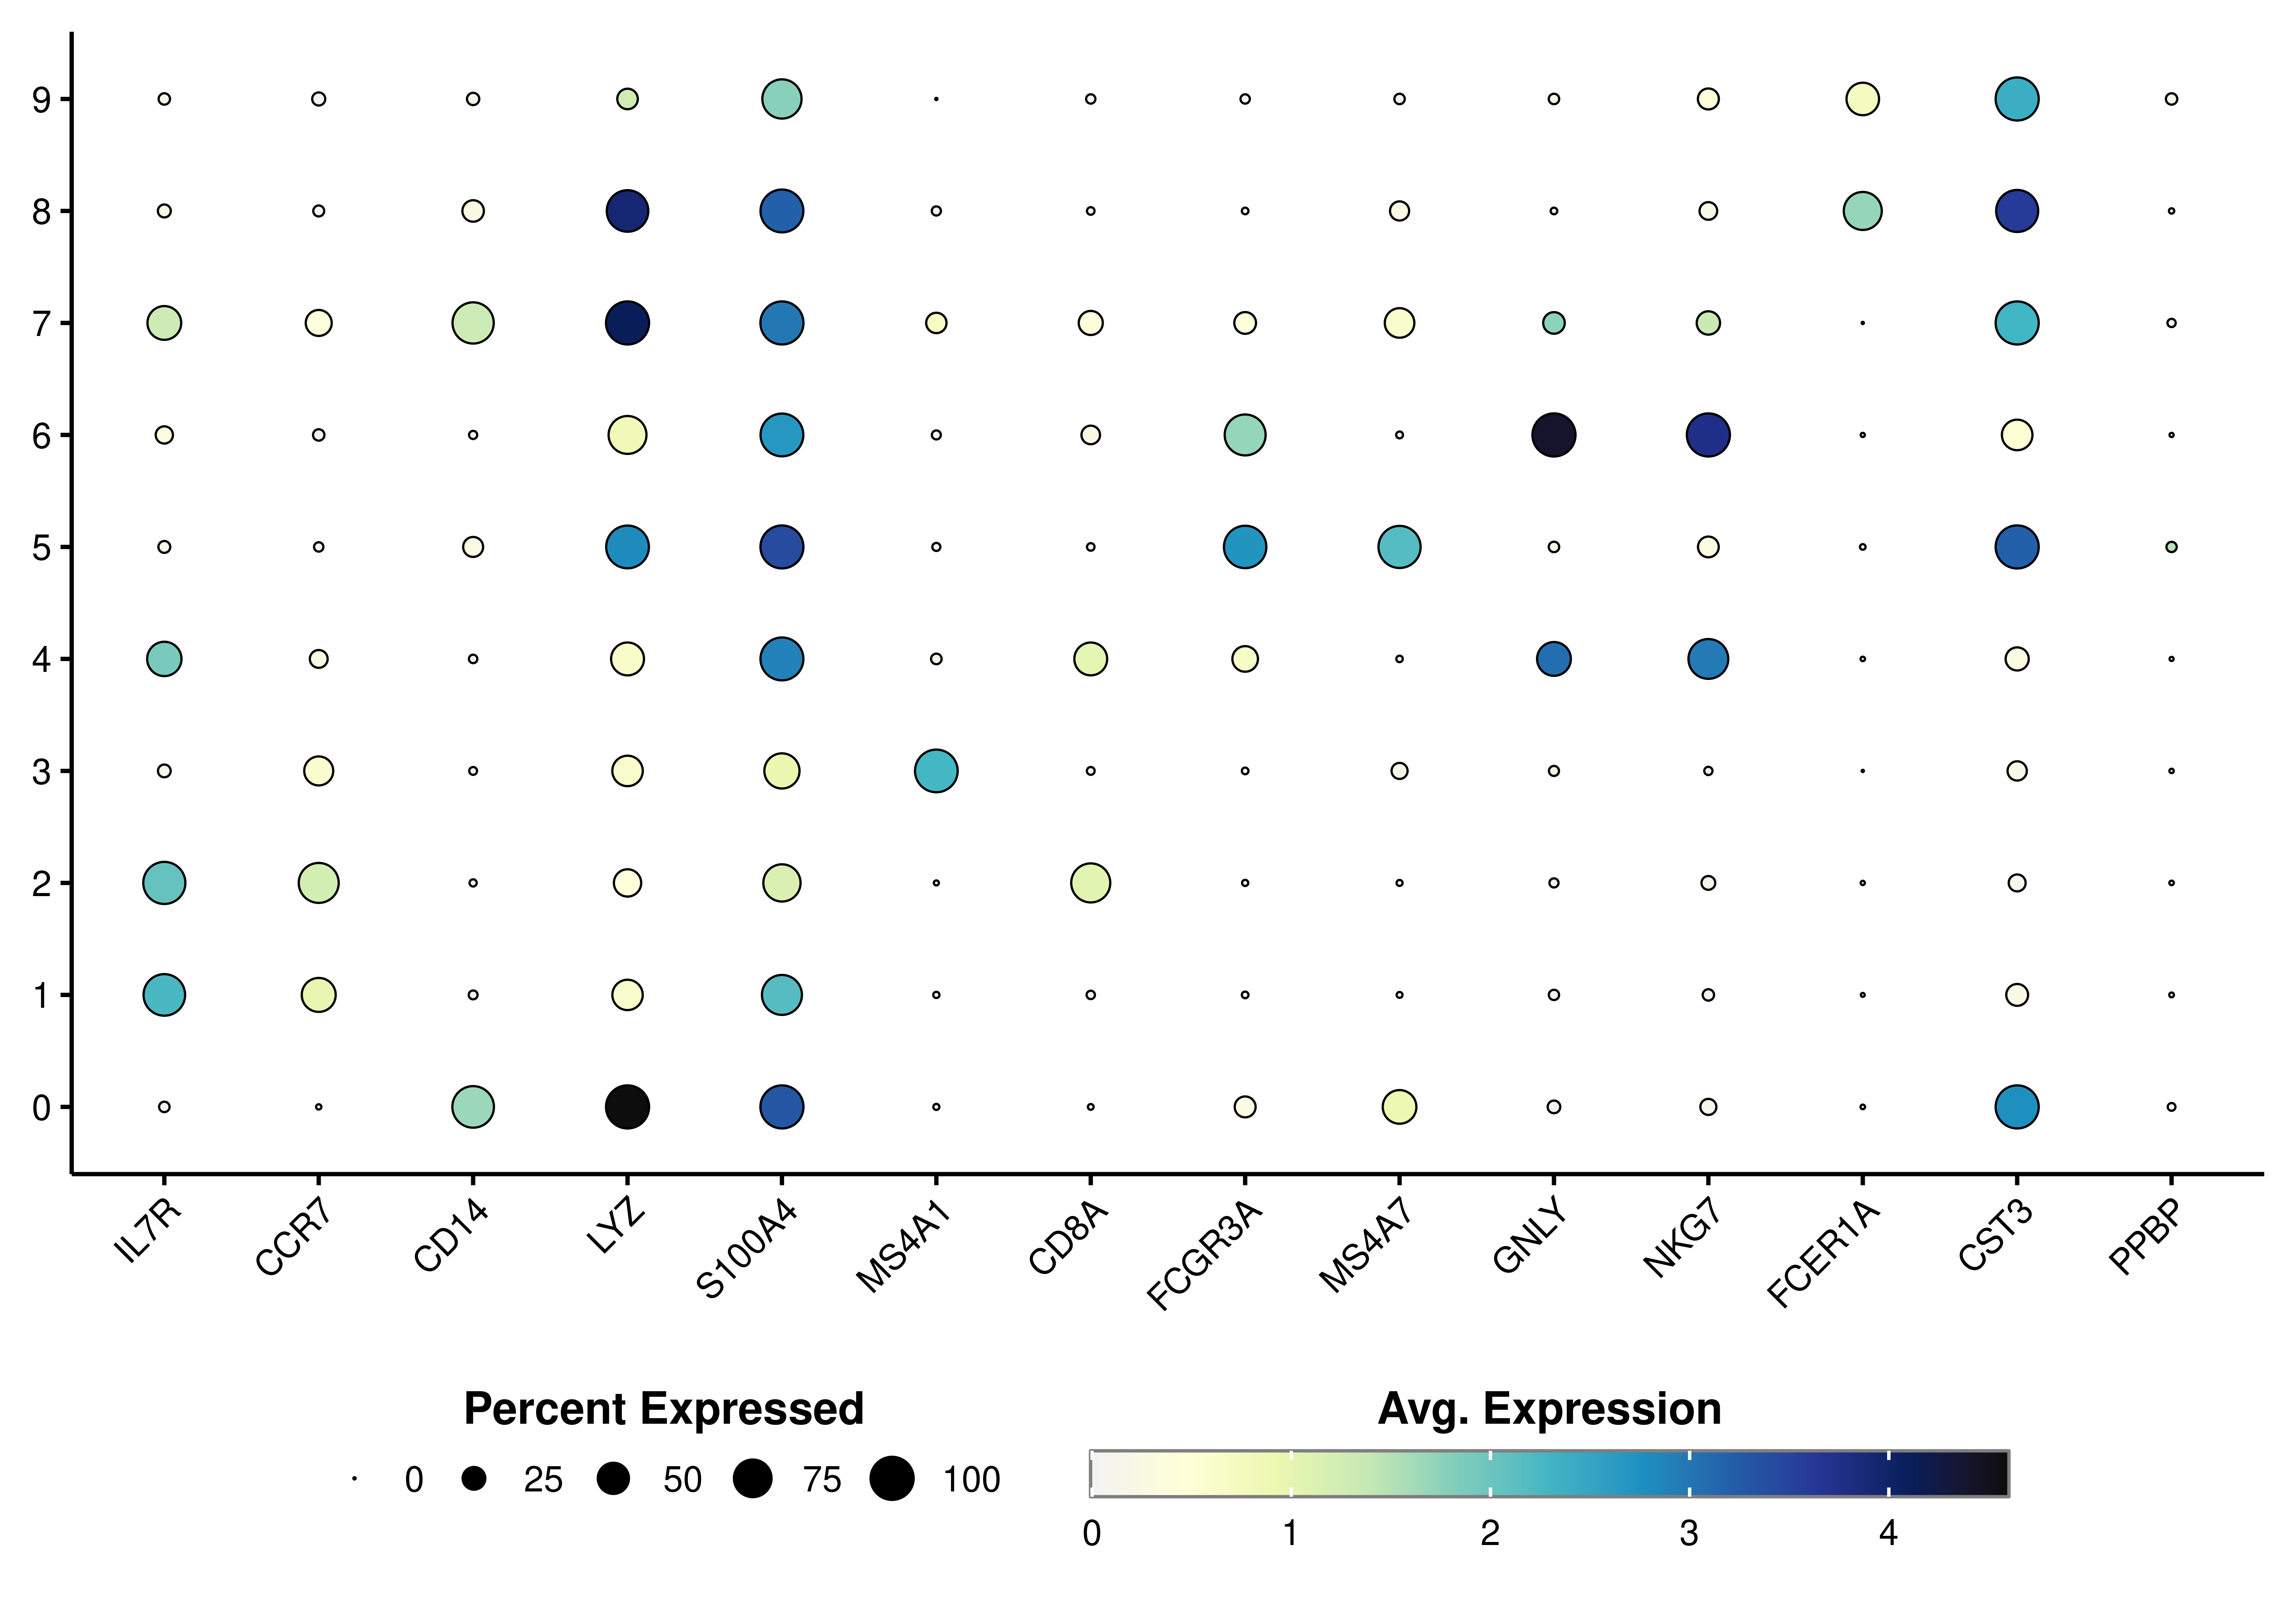 9
8
7
6
5
4
3
2
1
0
IL7R CCR7 CD14 LYZ S100A4 MS4A1 CD8A FCGR3A MS4A7 GNLY NKG7 FCER1A CST3 PPBP
Percent Expressed
0 25 50 75 100
Avg. Expression
0 1 2 3 4